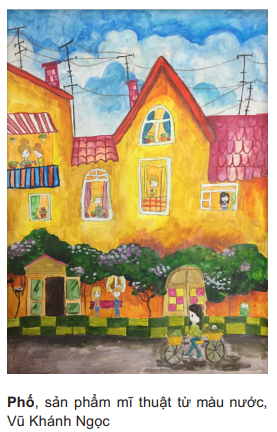 Phố, sản phẩm mĩ thuật từ màu nước,
Vũ Khánh Ngọc